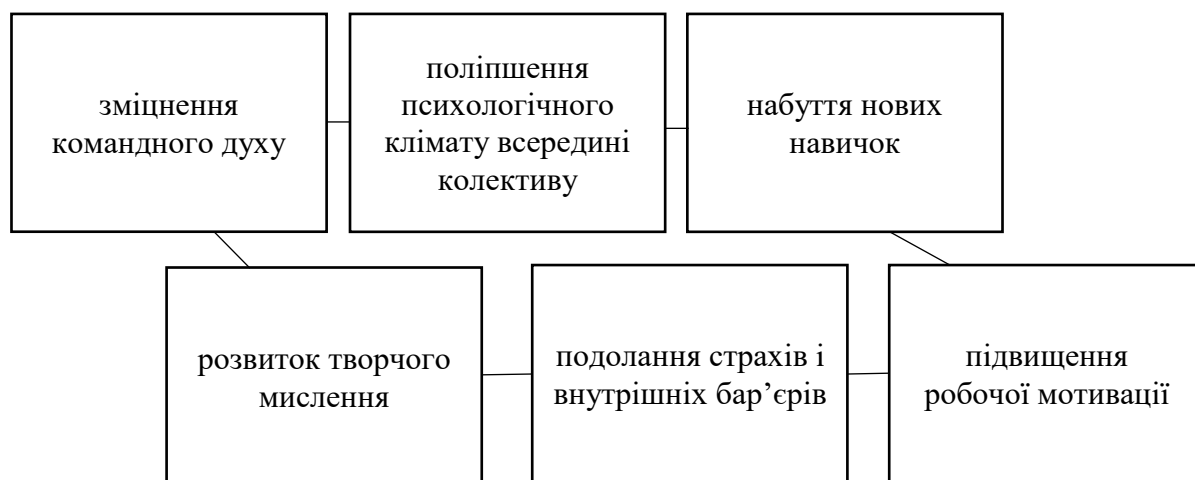 зміцнення
командного духу
поліпшення
психологічного
клімату всередині
колективу
набуття нових
навичок
розвиток творчого
мислення
подолання страхів і
внутрішніх бар’єрів
підвищення
робочої мотивації